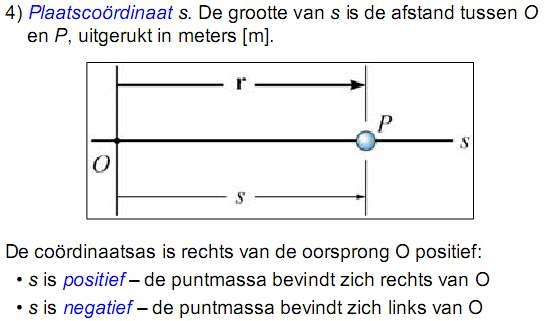 4) Plaatscoördinaat s. De grootte van s is de afstand tussen O
en P, uitgerukt in meters [m].
r
P
s
O
s
De coördinaatsas is rechts van de oorsprong O positief:
• s is positief – de puntmassa bevindt zich rechts van O
• s is negatief – de puntmassa bevindt zich links van O